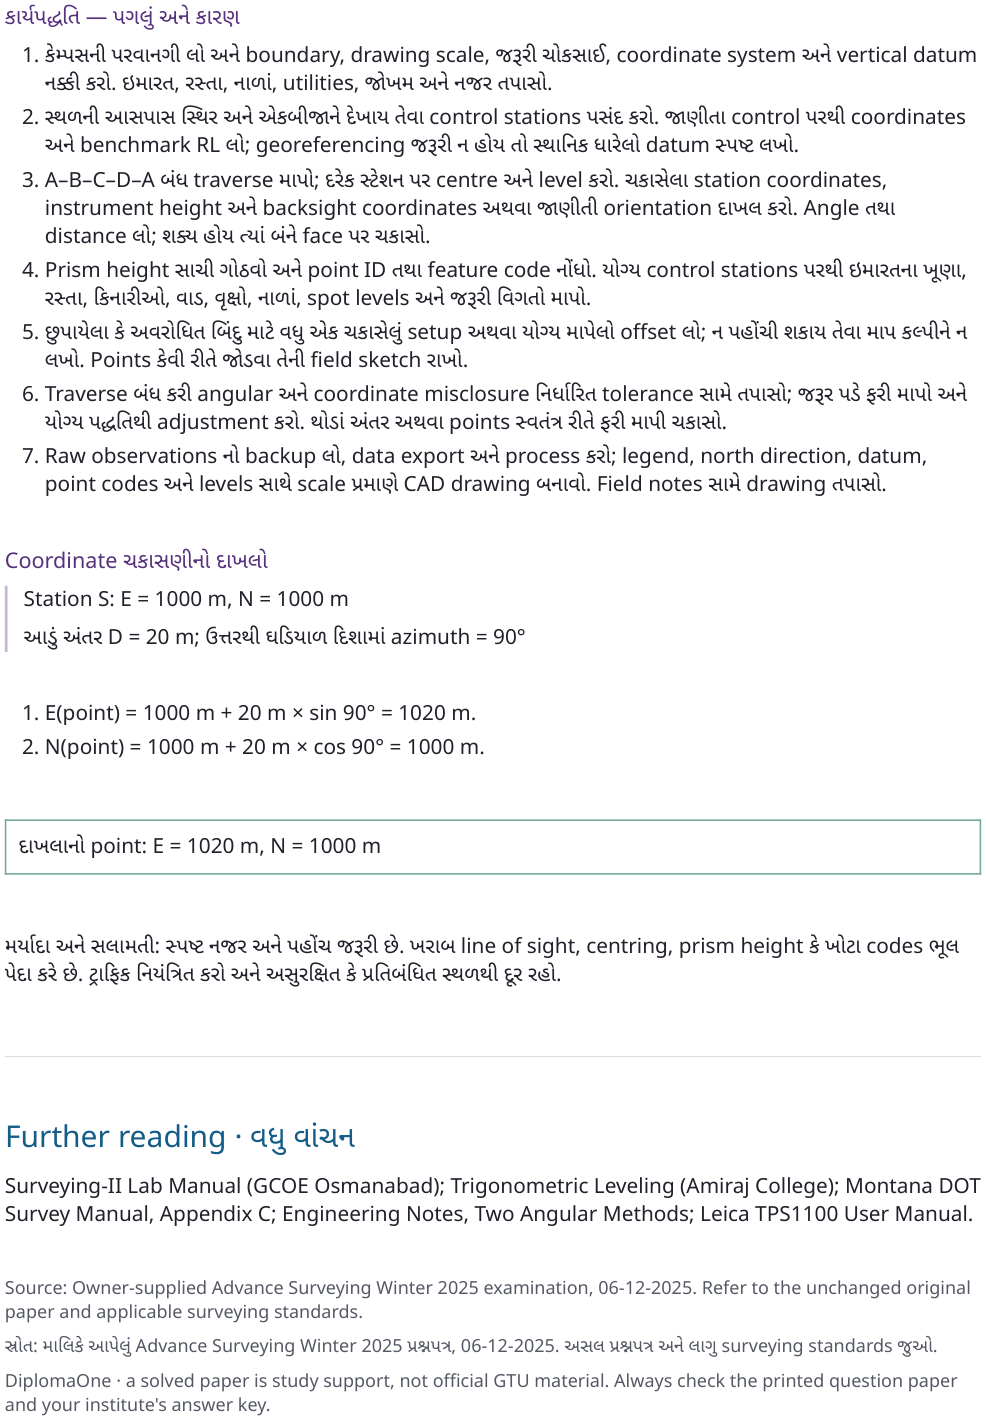 કાર્યપદ્ધતિ — પગલું અને કારણ
1. કેમ્પસની પરવાનગી લો અને boundary, drawing scale, જરૂરી ચોકસાઈ, coordinate system અને vertical datum
નક્કી કરો. ઇમારત, રસ્તા, નાળાં, utilities, જોખમ અને નજર તપાસો.
2. સ્થળની આસપાસ સ્થિર અને એકબીજાને દેખાય તેવા control stations પસંદ કરો. જાણીતા control પરથી coordinates
અને benchmark RL લો; georeferencing જરૂરી ન હોય તો સ્થાનિક ધારેલો datum સ્પષ્ટ લખો.
3. A–B–C–D–A બંધ traverse માપો; દરેક સ્ટેશન પર centre અને level કરો. ચકાસેલા station coordinates,
instrument height અને backsight coordinates અથવા જાણીતી orientation દાખલ કરો. Angle તથા
distance લો; શક્ય હોય ત્યાં બંને face પર ચકાસો.
4. Prism height સાચી ગોઠવો અને point ID તથા feature code નોંધો. યોગ્ય control stations પરથી ઇમારતના ખૂણા,
રસ્તા, કિનારીઓ, વાડ, વૃક્ષો, નાળાં, spot levels અને જરૂરી વિગતો માપો.
5. છુપાયેલા કે અવરોધિત બિંદુ માટે વધુ એક ચકાસેલું setup અથવા યોગ્ય માપેલો offset લો; ન પહોંચી શકાય તેવા માપ કલ્પીને ન
લખો. Points કેવી રીતે જોડવા તેની field sketch રાખો.
6. Traverse બંધ કરી angular અને coordinate misclosure નિર્ધારિત tolerance સામે તપાસો; જરૂર પડે ફરી માપો અને
યોગ્ય પદ્ધતિથી adjustment કરો. થોડાં અંતર અથવા points સ્વતંત્ર રીતે ફરી માપી ચકાસો.
7. Raw observations નો backup લો, data export અને process કરો; legend, north direction, datum,
point codes અને levels સાથે scale પ્રમાણે CAD drawing બનાવો. Field notes સામે drawing તપાસો.
Coordinate ચકાસણીનો દાખલો
Station S: E = 1000 m, N = 1000 m
આડું અંતર D = 20 m; ઉત્તરથી ઘડિયાળ દિશામાં azimuth = 90°
1. E(point) = 1000 m + 20 m × sin 90° = 1020 m.
2. N(point) = 1000 m + 20 m × cos 90° = 1000 m.
દાખલાનો point: E = 1020 m, N = 1000 m
મર્યાદા અને સલામતી: સ્પષ્ટ નજર અને પહોંચ જરૂરી છે. ખરાબ line of sight, centring, prism height કે ખોટા codes ભૂલ
પેદા કરે છે. ટ્રાફિક નિયંત્રિત કરો અને અસુરક્ષિત કે પ્રતિબંધિત સ્થળથી દૂર રહો.
Further reading · વધુ વાંચન
Surveying-II Lab Manual (GCOE Osmanabad); Trigonometric Leveling (Amiraj College); Montana DOT
Survey Manual, Appendix C; Engineering Notes, Two Angular Methods; Leica TPS1100 User Manual.
Source: Owner-supplied Advance Surveying Winter 2025 examination, 06-12-2025. Refer to the unchanged original
paper and applicable surveying standards.
સ્રોત: માલિકે આપેલું Advance Surveying Winter 2025 પ્રશ્નપત્ર, 06-12-2025. અસલ પ્રશ્નપત્ર અને લાગુ surveying standards જુઓ.
DiplomaOne · a solved paper is study support, not official GTU material. Always check the printed question paper
and your institute's answer key.